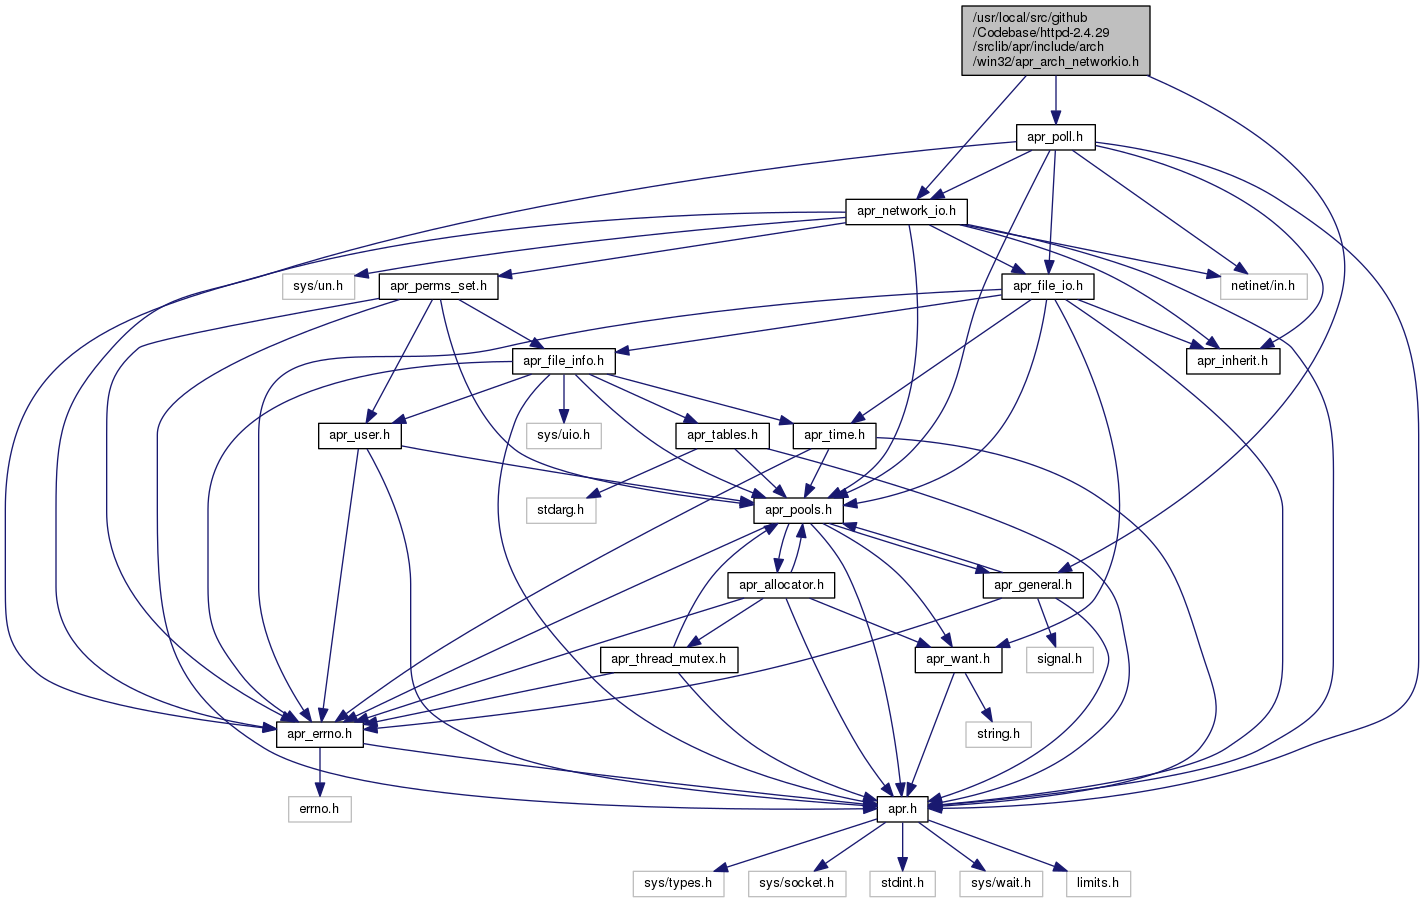 /usr/local/src/github
/Codebase/httpd-2.4.29
/srclib/apr/include/arch
/win32/apr_arch_networkio.h
apr_poll.h
apr_network_io.h
sys/un.h
apr_perms_set.h
apr_file_io.h
netinet/in.h
apr_file_info.h
apr_inherit.h
apr_user.h
sys/uio.h
apr_tables.h
apr_time.h
stdarg.h
apr_pools.h
apr_allocator.h
apr_general.h
apr_thread_mutex.h
apr_want.h
signal.h
apr_errno.h
string.h
errno.h
apr.h
sys/types.h
sys/socket.h
stdint.h
sys/wait.h
limits.h